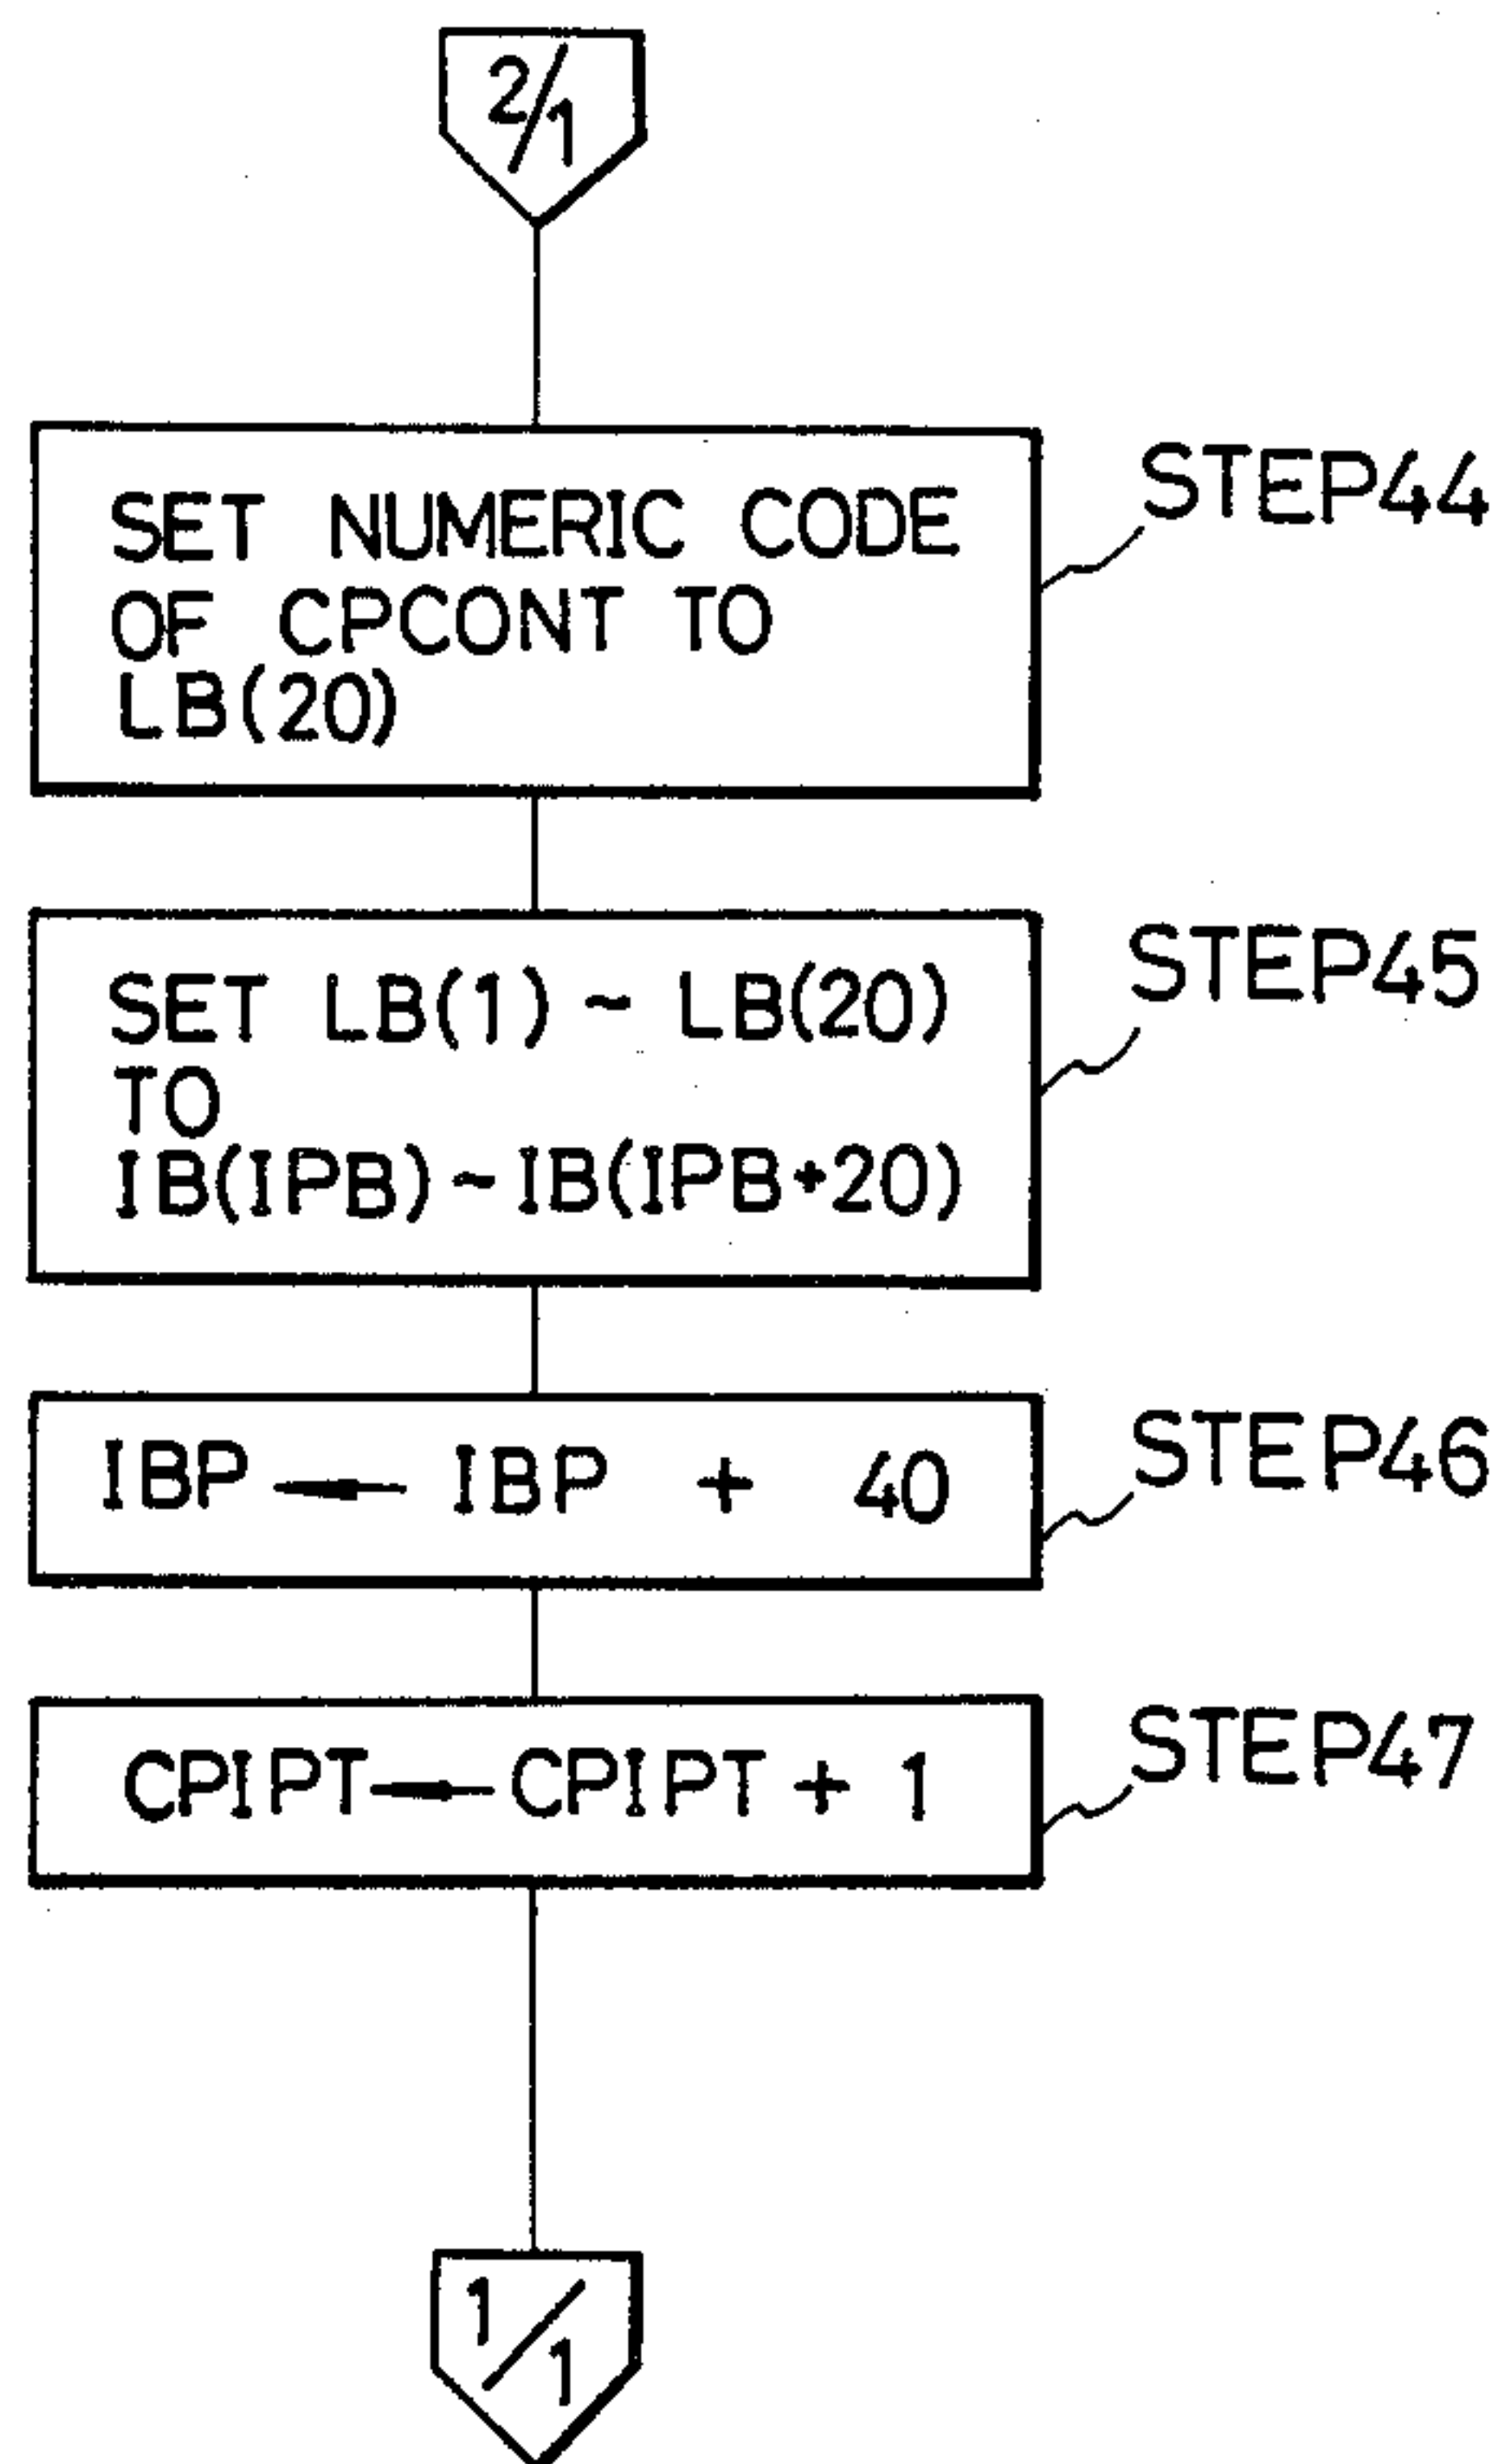 2/1
SET NUMERIC CODE
OF CPCONT TO
LB(20)
STEP44
SET LB(1) ~ LB(20)
TO
IB(IPB) ~ IB(IPB+20)
STEP45
IBP ← IBP + 40
STEP46
CPIPT ← CPIPT + 1
STEP47
1/1